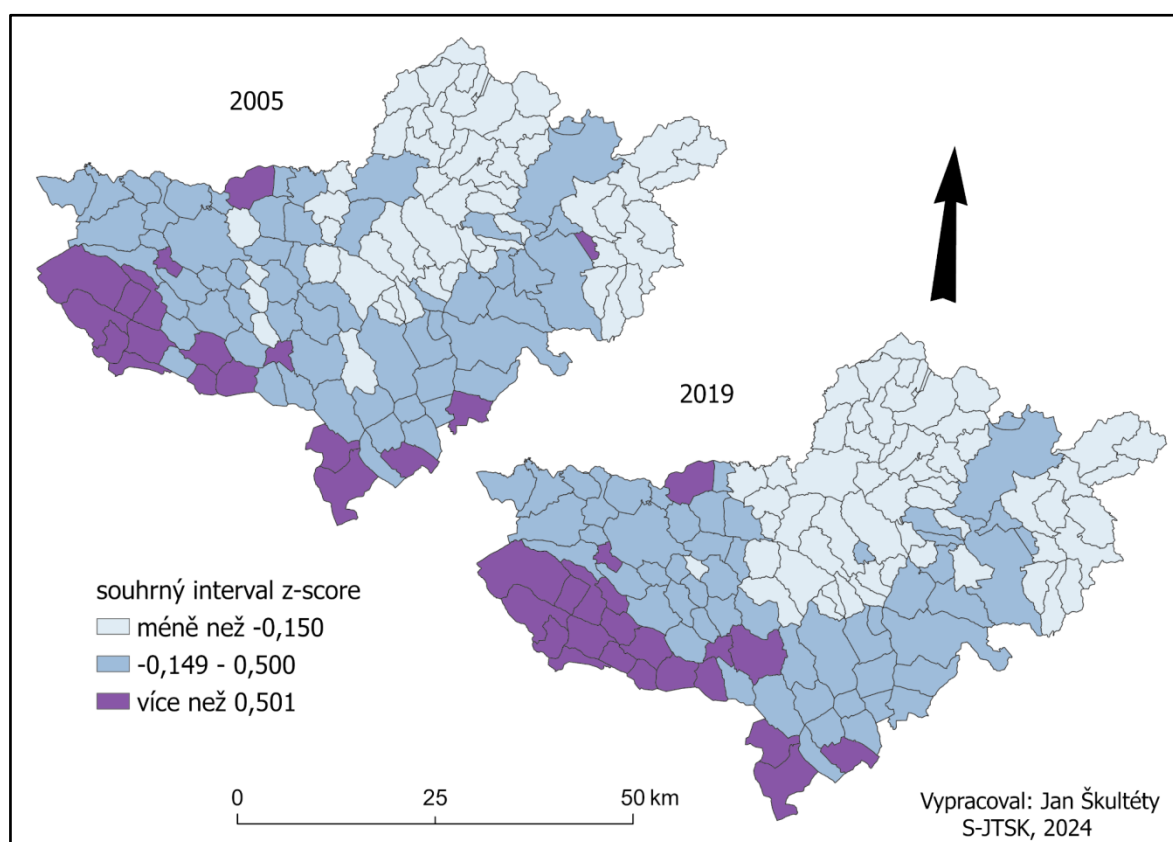 2005
2019
souhrný interval z-score
méně než -0,150
-0,149 - 0,500
více než 0,501
0 25 50 km
Vypracoval: Jan Škultéty
S-JTSK, 2024